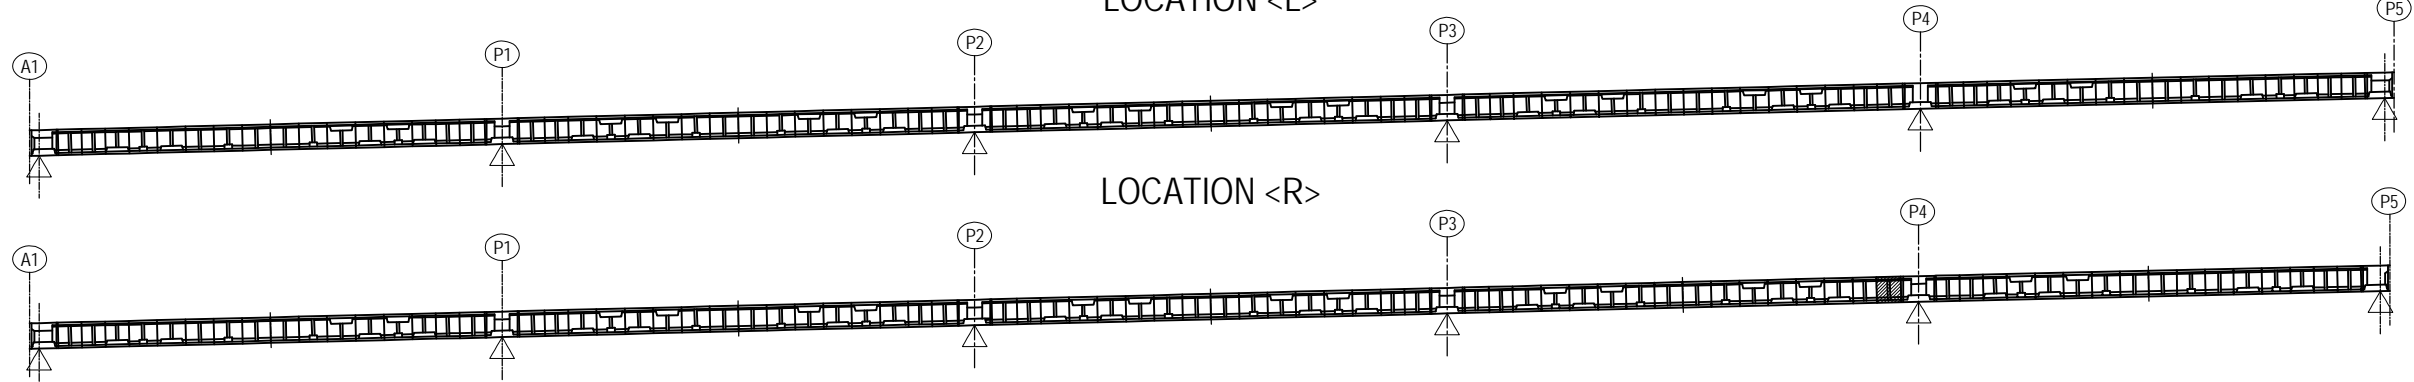 LOCATION <L>
A1 P1 P2 P3 P4 P5
LOCATION <R>
A1 P1 P2 P3 P4 P5